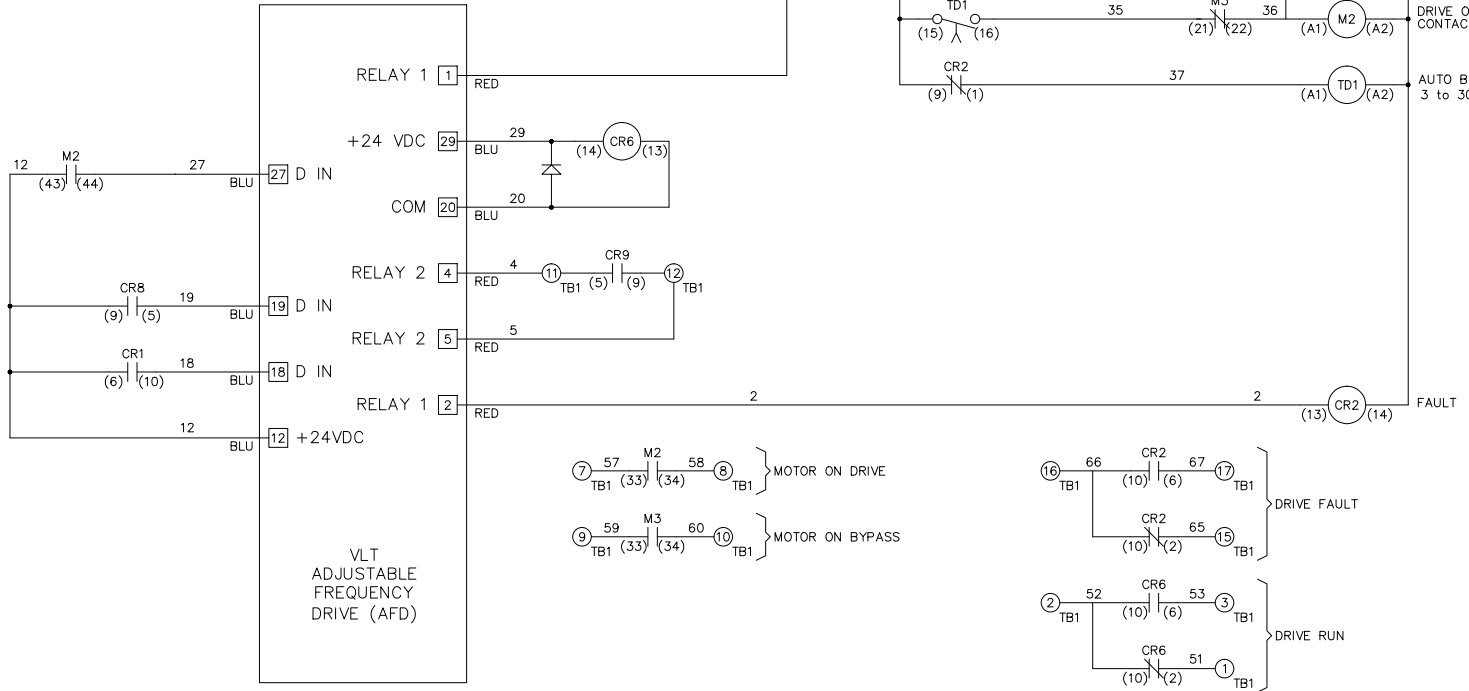 TD1
(15) (16)
35
M3
(21) (22)
36
M2
(A1) (A2)
DRIVE O
CONTAC
CR2
(9) (1)
37
TD1
(A1) (A2)
AUTO B
3 to 30
RELAY 1 1
RED
+24 VDC 29
29
BLU
CR6
(14) (13)
12
M2
(43) (44)
27
BLU
27 D IN
COM 20
20
BLU
RELAY 2 4
4
RED
11
TB1
CR9
(5) (9)
12
TB1
CR8
(9) (5)
19
BLU
19 D IN
RELAY 2 5
5
RED
CR1
(6) (10)
18
BLU
18 D IN
RELAY 1 2
RED
2
2
CR2
(13) (14)
FAULT
12
BLU
12 +24VDC
7
TB1
57
M2
(33) (34)
58
8
TB1
MOTOR ON DRIVE
9
TB1
59
M3
(33) (34)
60
10
TB1
MOTOR ON BYPASS
16
TB1
66
CR2
(10) (6)
67
17
TB1
CR2
(10) (2)
65
15
TB1
DRIVE FAULT
2
TB1
52
CR6
(10) (6)
53
3
TB1
CR6
(10) (2)
51
1
TB1
DRIVE RUN
VLT
ADJUSTABLE
FREQUENCY
DRIVE (AFD)